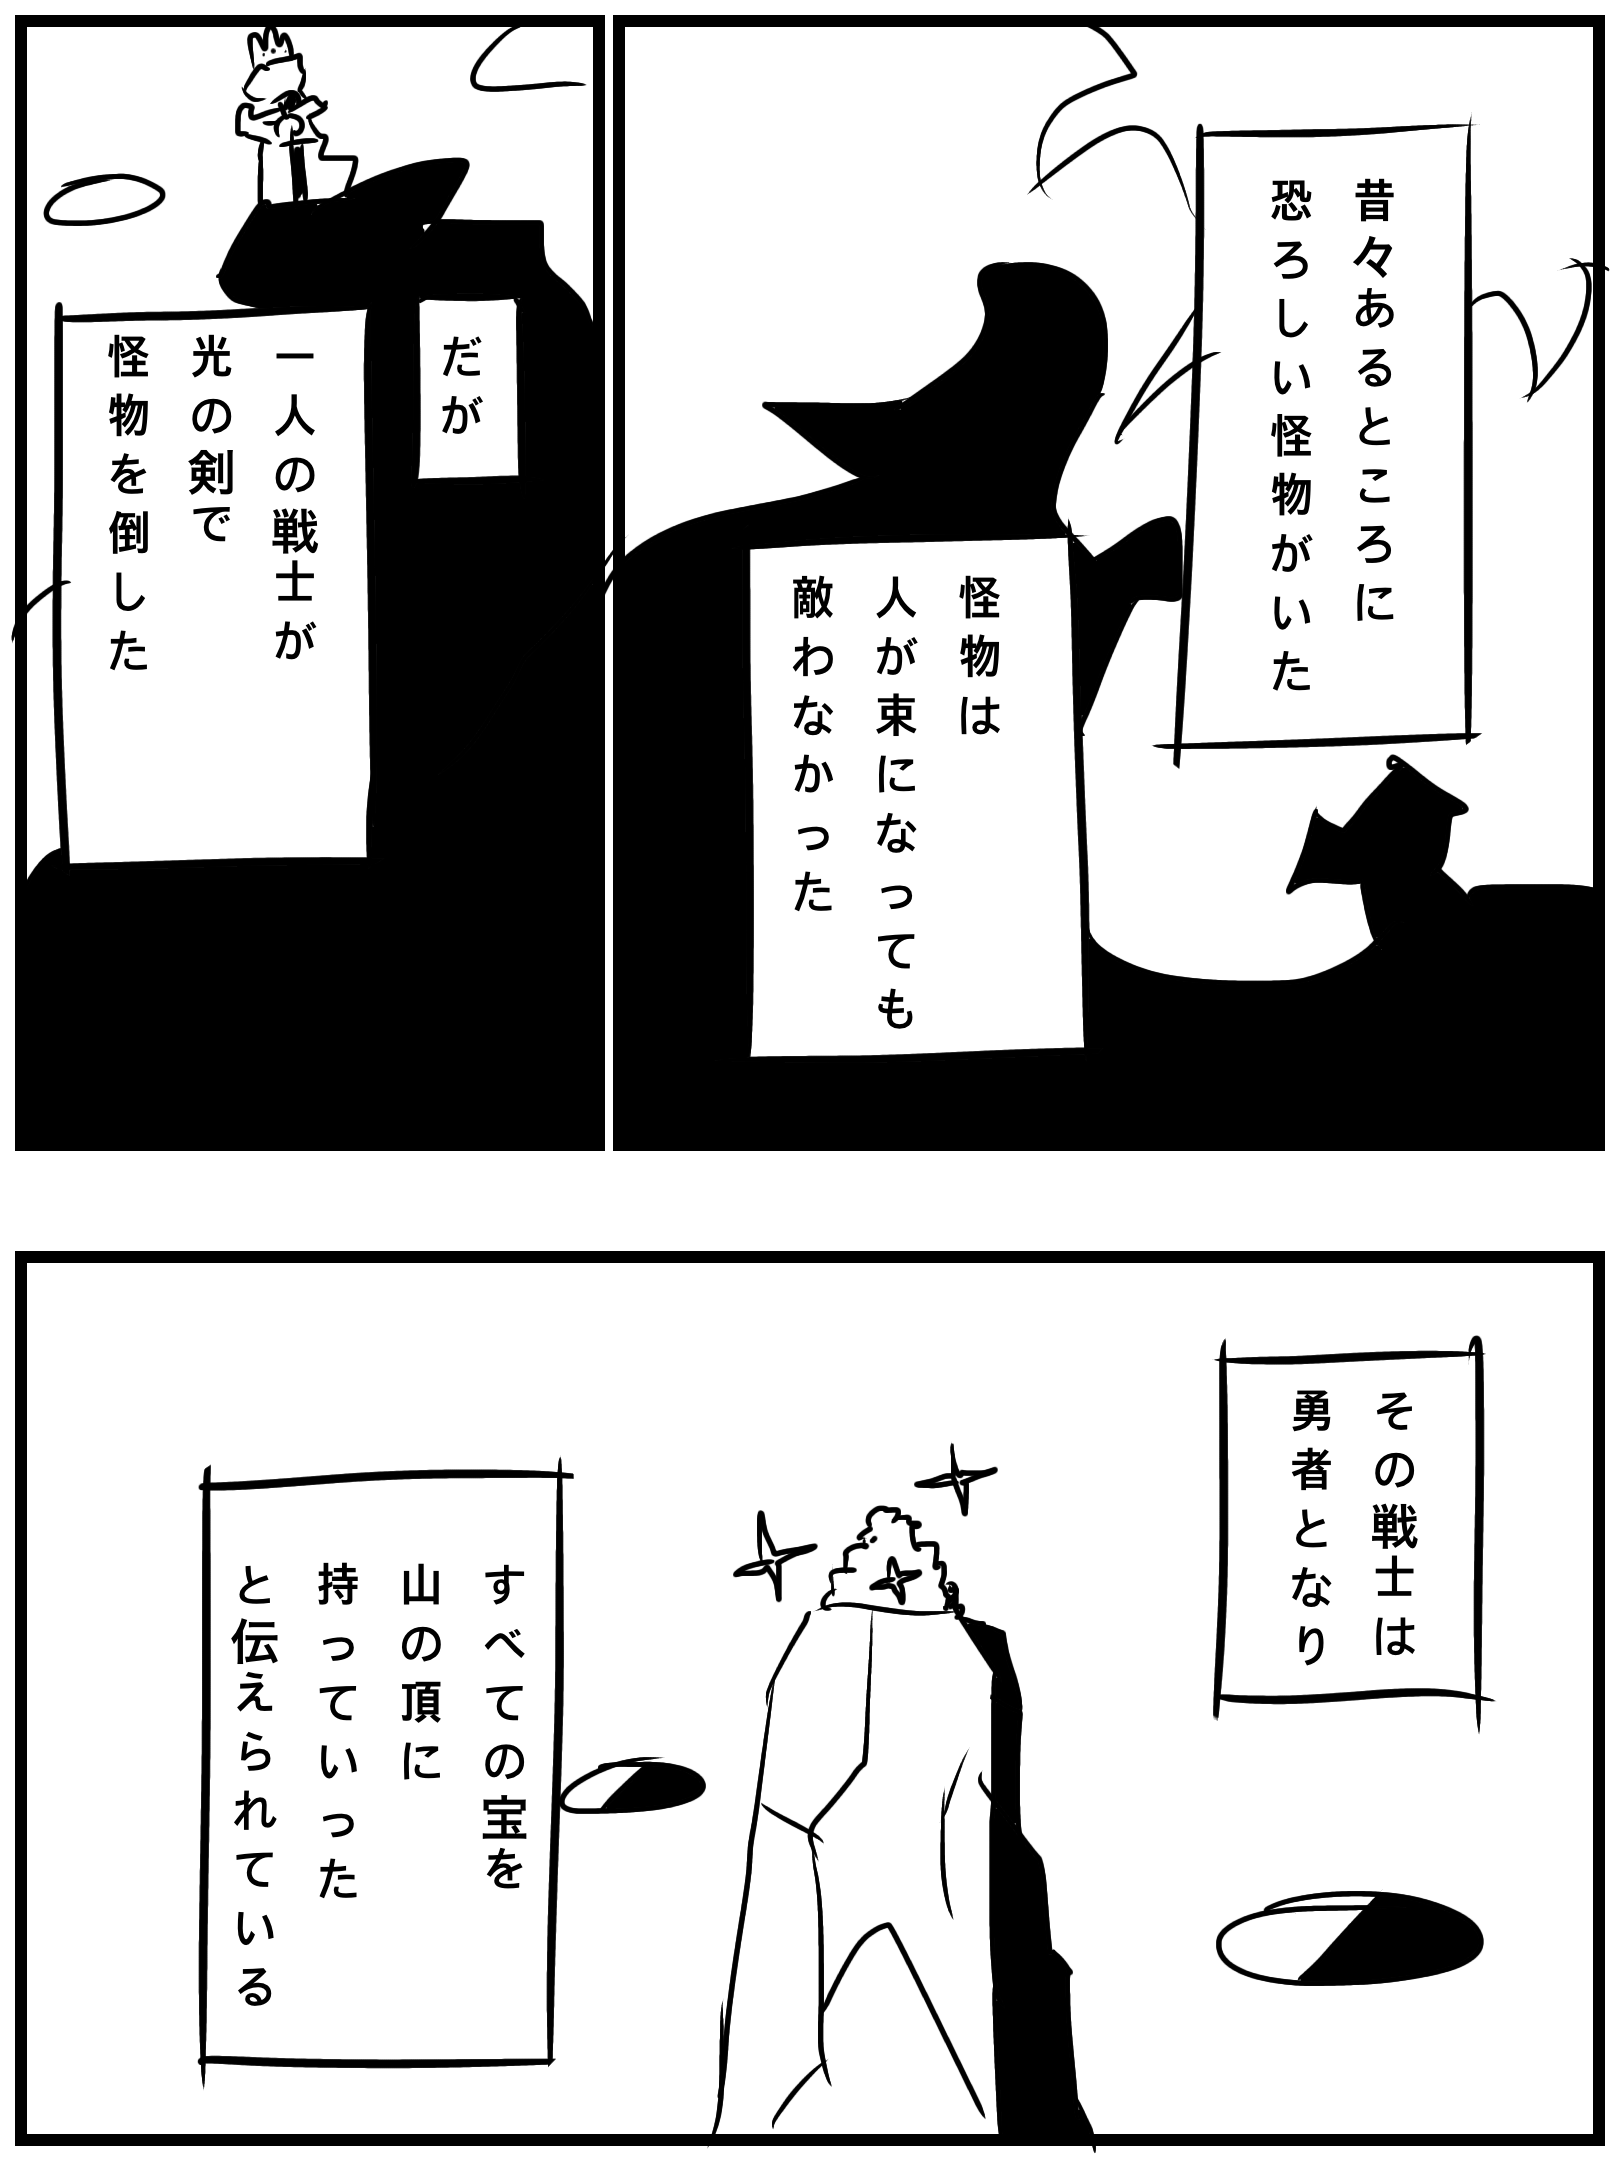 昔々あるところに
恐ろしい怪物がいた
怪物は
人が束になっても
敵わなかった
だが
一人の戦士が
光の剣で
怪物を倒した
その戦士は
勇者となり
すべての宝を
山の頂に
持っていった
と伝えられている